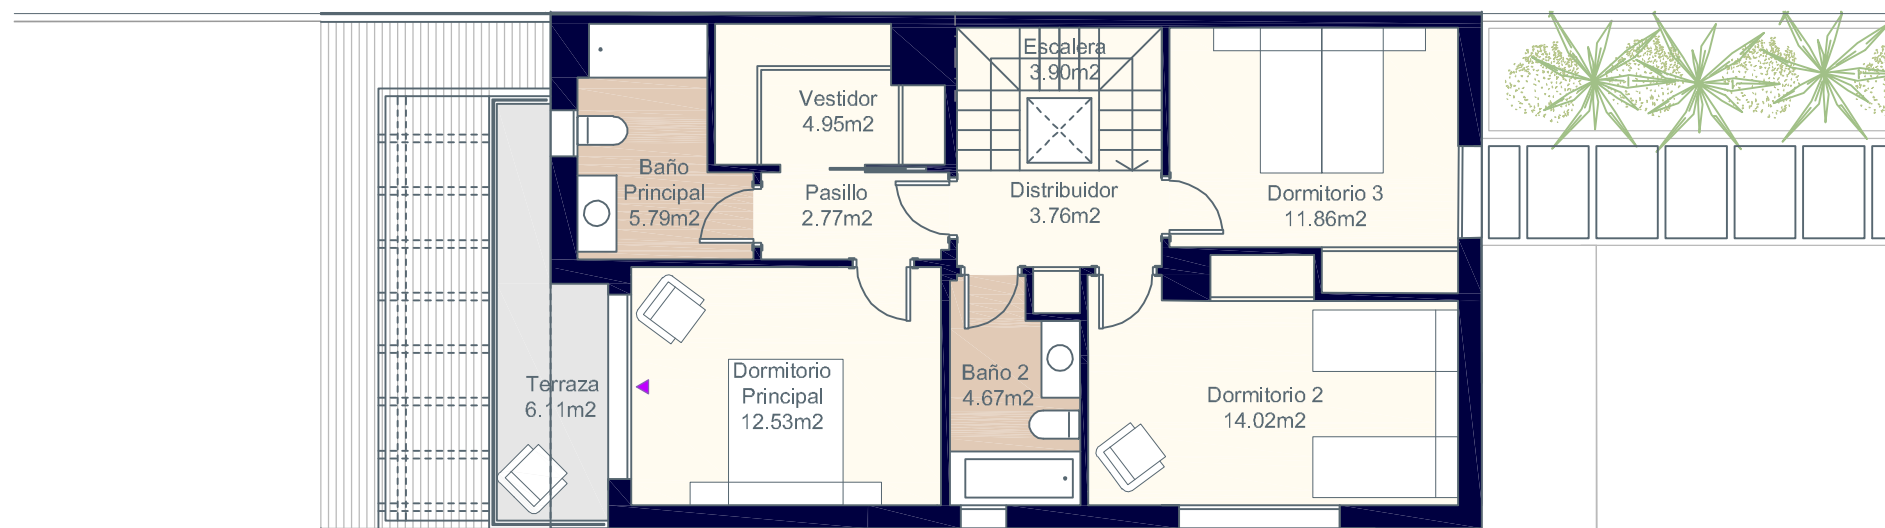 Escalera
3.90m2
Vestidor
4.95m2
Baño
Principal
5.79m2
Pasillo
2.77m2
Distribuidor
3.76m2
Dormitorio 3
11.86m2
Terraza
6.11m2
Dormitorio
Principal
12.53m2
Baño 2
4.67m2
Dormitorio 2
14.02m2